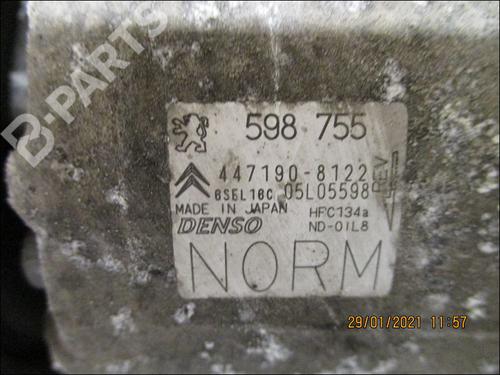 B-PARTS
598 755
447190-8122
6SEL16C 05L05598
REV
MADE IN JAPAN HFC134a
DENSO ND-OIL8
NORM
29/01/2021 11:57